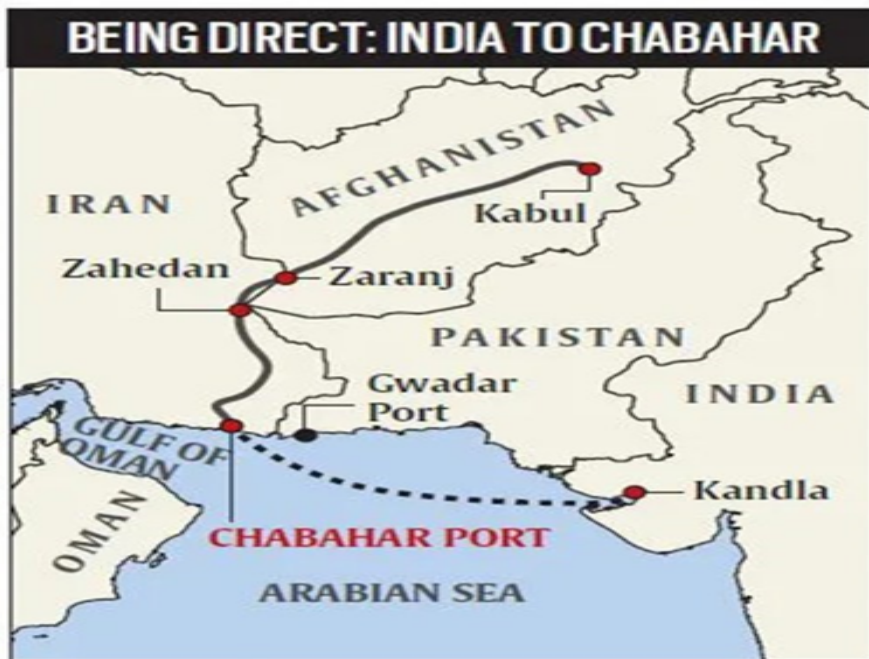 BEING DIRECT: INDIA TO CHABAHAR
AFGHANISTAN
IRAN
Kabul
Zahedan
Zaranj
PAKISTAN
Gwadar
Port
INDIA
GULF OF
OMAN
Kandla
OMAN
CHABAHAR PORT
ARABIAN SEA